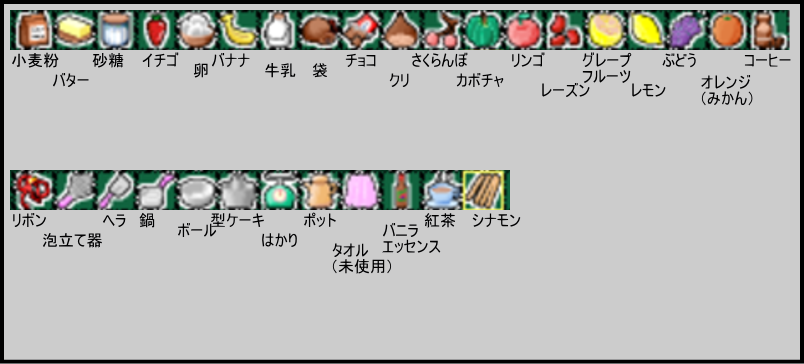 小麦粉
バター
砂糖
イチゴ
卵
バナナ
牛乳
袋
チョコ
クリ
さくらんぼ
カボチャ
リンゴ
レーズン
グレープ
フルーツ
レモン
ぶどう
オレンジ
（みかん）
コーヒー
リボン
泡立て器
ヘラ
鍋
ボール
型ケーキ
はかり
ポット
タオル
（未使用）
バニラ
エッセンス
紅茶
シナモン